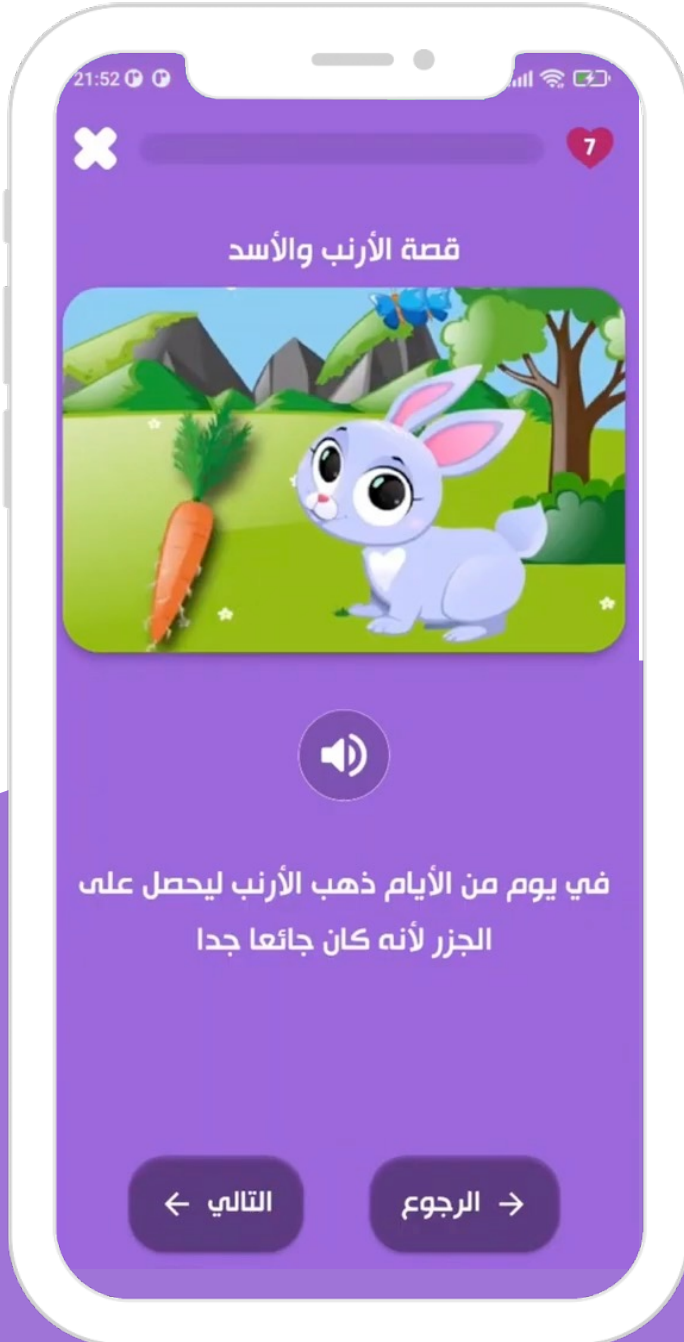 21:52
7
قصة الأرنب والأسد
في يوم من الأيام ذهب الأرنب ليحصل على
الجزر لأنه كان جائعا جدا
الرجوع
التالي